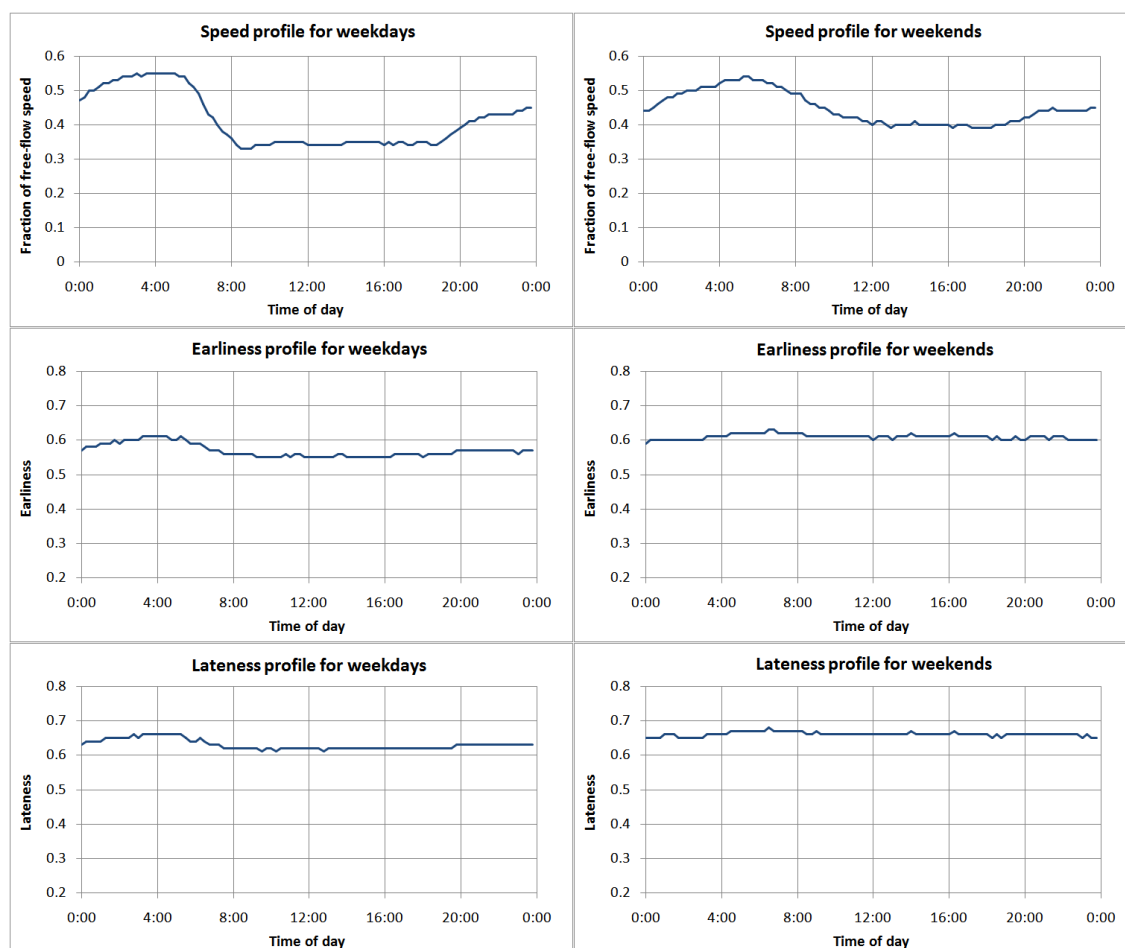 Speed profile for weekdays
Fraction of free-flow speed
0.6
0.5
0.4
0.3
0.2
0.1
0
0:00 4:00 8:00 12:00 16:00 20:00 0:00
Time of day
Speed profile for weekends
Fraction of free-flow speed
0.6
0.5
0.4
0.3
0.2
0.1
0
0:00 4:00 8:00 12:00 16:00 20:00 0:00
Time of day
Earliness profile for weekdays
Earliness
0.8
0.7
0.6
0.5
0.4
0.3
0.2
0:00 4:00 8:00 12:00 16:00 20:00 0:00
Time of day
Earliness profile for weekends
Earliness
0.8
0.7
0.6
0.5
0.4
0.3
0.2
0:00 4:00 8:00 12:00 16:00 20:00 0:00
Time of day
Lateness profile for weekdays
Lateness
0.8
0.7
0.6
0.5
0.4
0.3
0.2
0:00 4:00 8:00 12:00 16:00 20:00 0:00
Time of day
Lateness profile for weekends
Lateness
0.8
0.7
0.6
0.5
0.4
0.3
0.2
0:00 4:00 8:00 12:00 16:00 20:00 0:00
Time of day